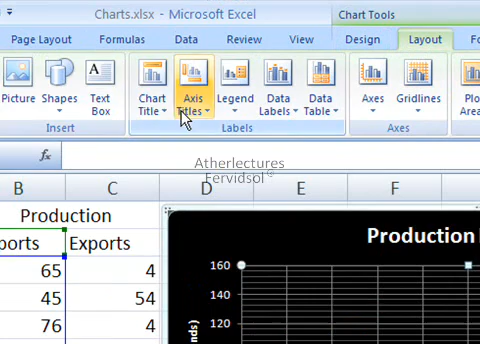 Charts.xlsx - Microsoft Excel
Chart Tools
Page Layout Formulas Data Review View Design Layout
Picture Shapes Text Box
Chart Title Axis Titles Legend Data Labels Data Table
Axes Gridlines
Insert Labels Axes
fx
Atherlectures
Fervidsol©
B C D E F
Production
Exports
65 4
45 54
76 4
Production
160
140
120